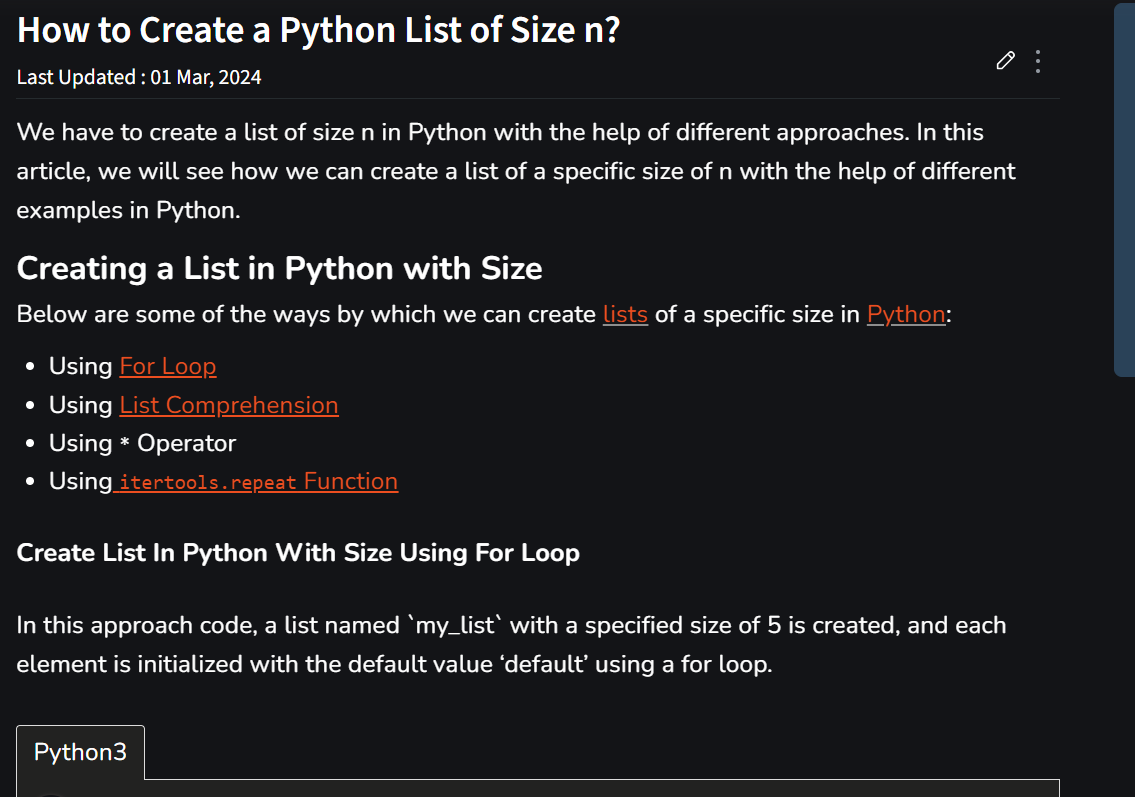 How to Create a Python List of Size n?
Last Updated : 01 Mar, 2024
We have to create a list of size n in Python with the help of different approaches. In this
article, we will see how we can create a list of a specific size of n with the help of different
examples in Python.
Creating a List in Python with Size
Below are some of the ways by which we can create lists of a specific size in Python:
• Using For Loop
• Using List Comprehension
• Using * Operator
• Using itertools.repeat Function
Create List In Python With Size Using For Loop
In this approach code, a list named `my_list` with a specified size of 5 is created, and each
element is initialized with the default value ‘default’ using a for loop.
Python3